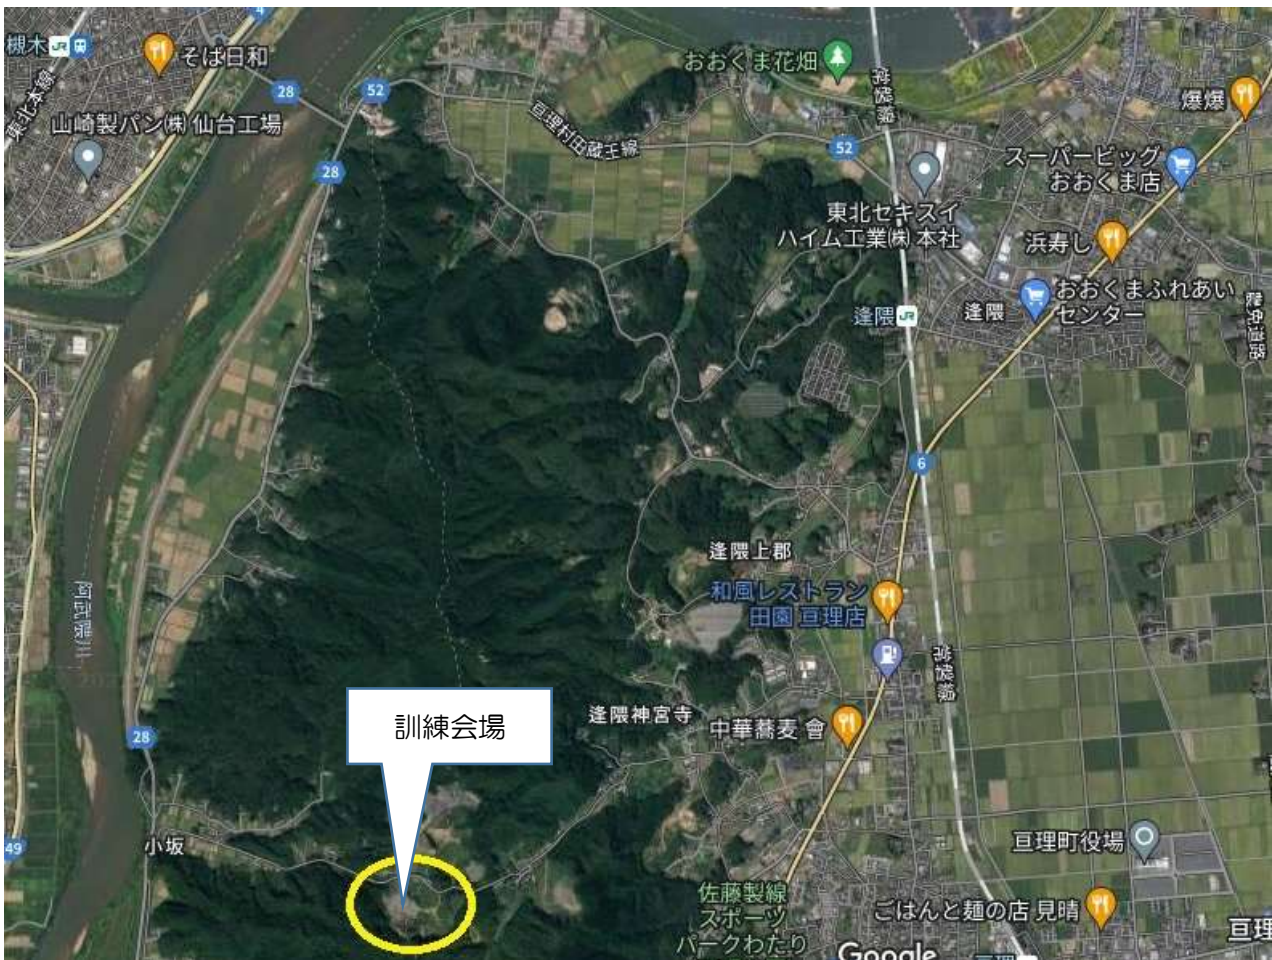 4
槻木
そば日和
東北本線
28
52
山崎製パン㈱ 仙台工場
おおくま花畑
常磐線
爆爆
亘理村田蔵王線
52
28
スーパービッグ
おおくま店
東北セキスイ
ハイム工業㈱ 本社
浜寿し
おおくまふれあい
センター
逢隈
逢隈
6
逢隈上郡
和風レストラン
田園 亘理店
阿武隈川
常磐線
訓練会場
逢隈神宮寺
中華蕎麦 會
28
小坂
49
亘理町役場
佐藤製線
スポーツ
パークわたり
ごはんと麺の店 見晴
亘理
Google
亘理